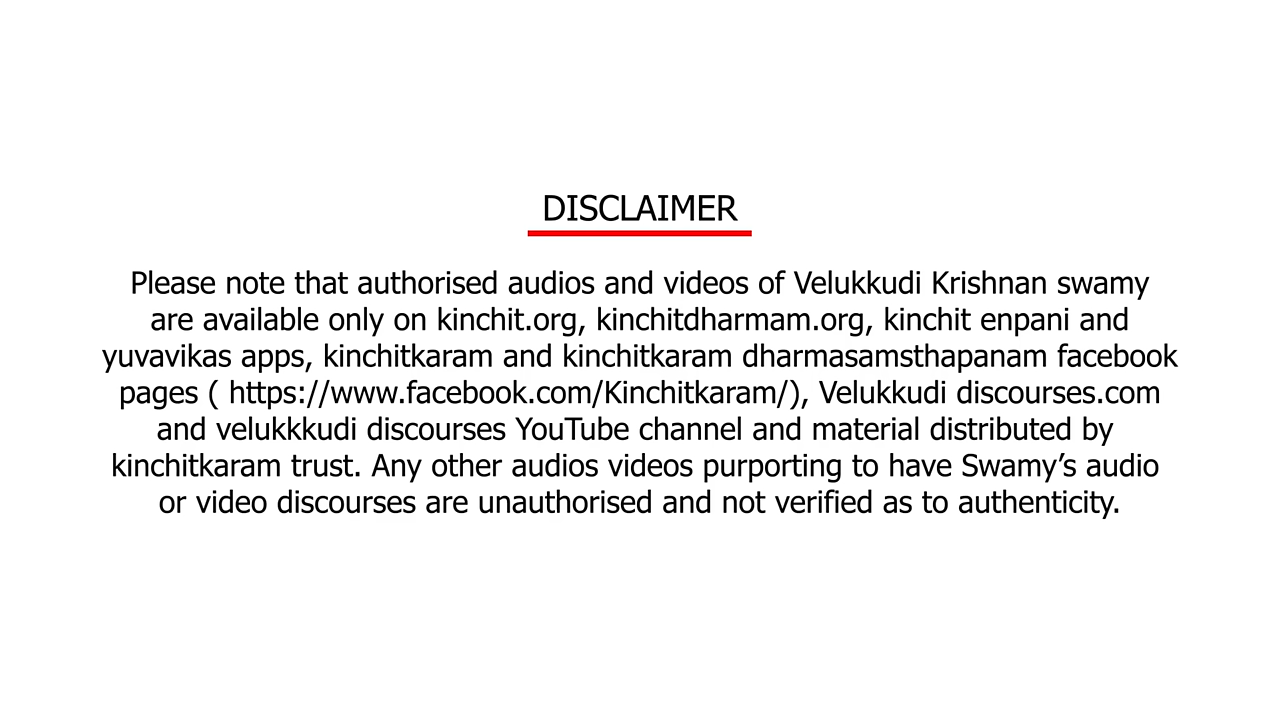 DISCLAIMER
Please note that authorised audios and videos of Velukkudi Krishnan swamy
are available only on kinchit.org, kinchitdharmam.org, kinchit enpani and
yuvavikas apps, kinchitkaram and kinchitkaram dharmasamsthapanam facebook
pages ( https://www.facebook.com/Kinchitkaram/), Velukkudi discourses.com
and velukkkudi discourses YouTube channel and material distributed by
kinchitkaram trust. Any other audios videos purporting to have Swamy’s audio
or video discourses are unauthorised and not verified as to authenticity.